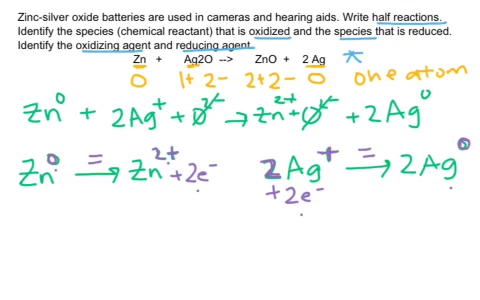 Zinc-silver oxide batteries are used in cameras and hearing aids. Write half reactions.
Identify the species (chemical reactant) that is oxidized and the species that is reduced.
Identify the oxidizing agent and reducing agent.
Zn + Ag2O --> ZnO + 2 Ag *
0 1+ 2- 2+ 2- 0 one atom
Zn⁰ + 2Ag⁺ + O²⁻ → Zn²⁺ + O²⁻ + 2Ag⁰
Zn⁰ = → Zn²⁺ + 2e⁻ 2Ag⁺ = → 2Ag⁰
+ 2e⁻